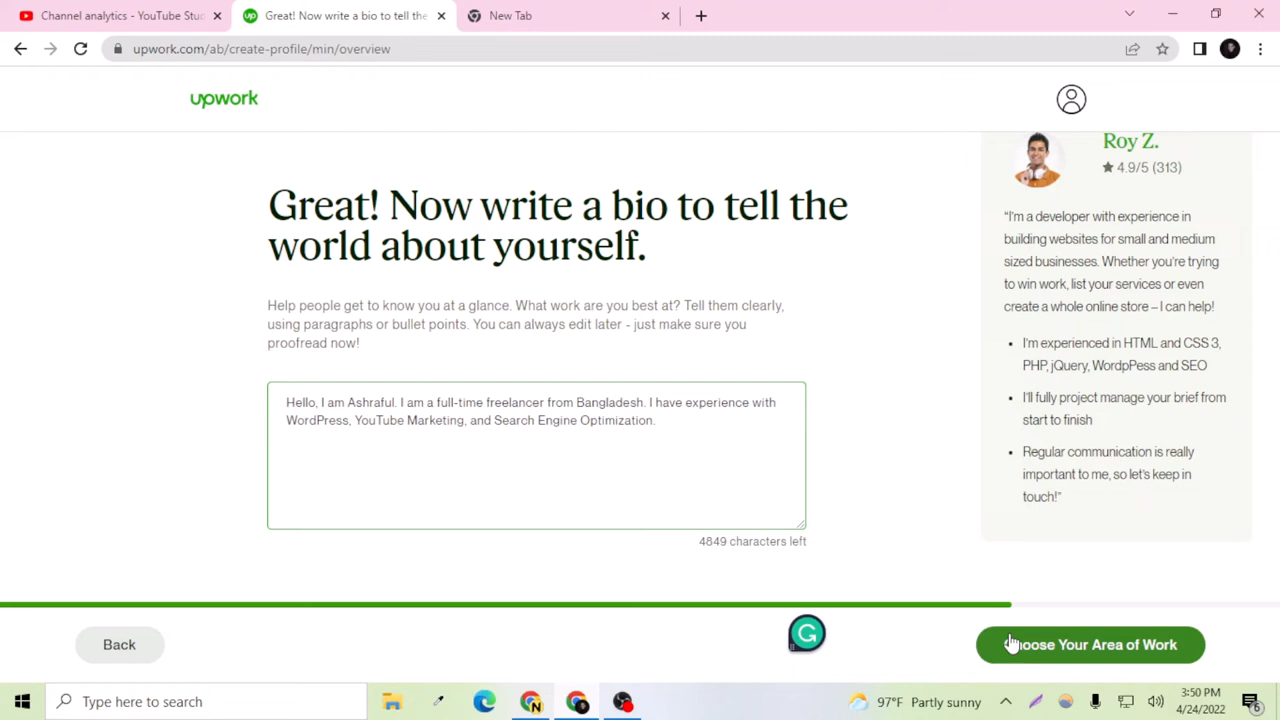 Channel analytics - YouTube Stud
Great! Now write a bio to tell the
New Tab
upwork.com/ab/create-profile/min/overview
upwork
Roy Z.
4.9/5 (313)
Great! Now write a bio to tell the
world about yourself.
Help people get to know you at a glance. What work are you best at? Tell them clearly,
using paragraphs or bullet points. You can always edit later - just make sure you
proofread now!
Hello, I am Ashraful. I am a full-time freelancer from Bangladesh. I have experience with
WordPress, YouTube Marketing, and Search Engine Optimization.
4849 characters left
“I’m a developer with experience in
building websites for small and medium
sized businesses. Whether you’re trying
to win work, list your services or even
create a whole online store – I can help!
• I’m experienced in HTML and CSS 3,
PHP, jQuery, WordpPess and SEO
• I’ll fully project manage your brief from
start to finish
• Regular communication is really
important to me, so let’s keep in
touch!”
Back
Your Area of Work
Type here to search
97°F Partly sunny
3:50 PM
4/24/2022
6